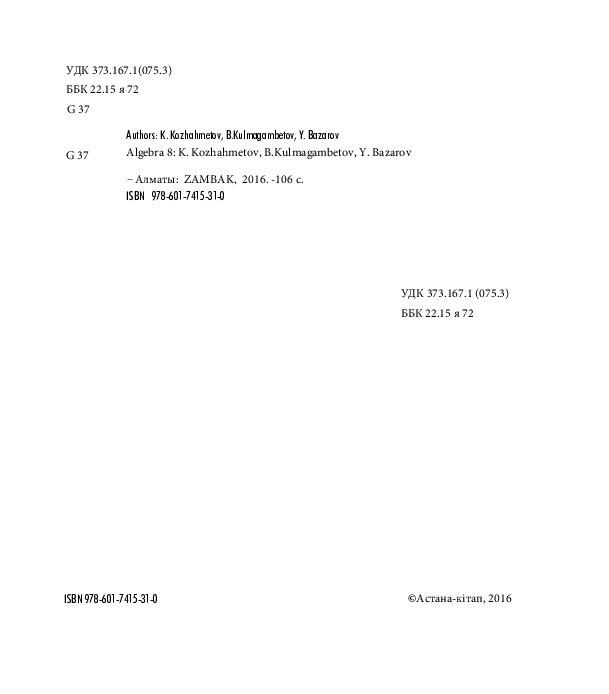 УДК 373.167.1(075.3)
ББК 22.15 я 72
G 37
Authors: K. Kozhahmetov, B.Kulmagambetov, Y. Bazarov
G 37 Algebra 8: K. Kozhahmetov, B.Kulmagambetov, Y. Bazarov
– Алматы: ZAMBAK, 2016. -106 с.
ISBN 978-601-7415-31-0
УДК 373.167.1 (075.3)
ББК 22.15 я 72
ISBN 978-601-7415-31-0 ©Астана-кітап, 2016